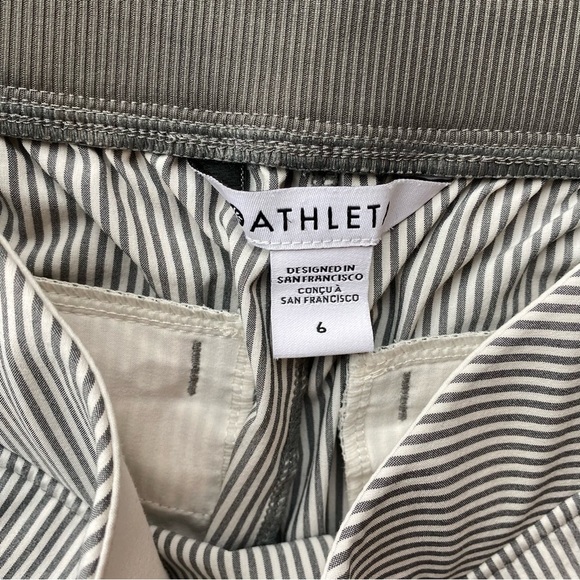 ATHLETA
DESIGNED IN
SAN FRANCISCO
CONÇU À
SAN FRANCISCO
6